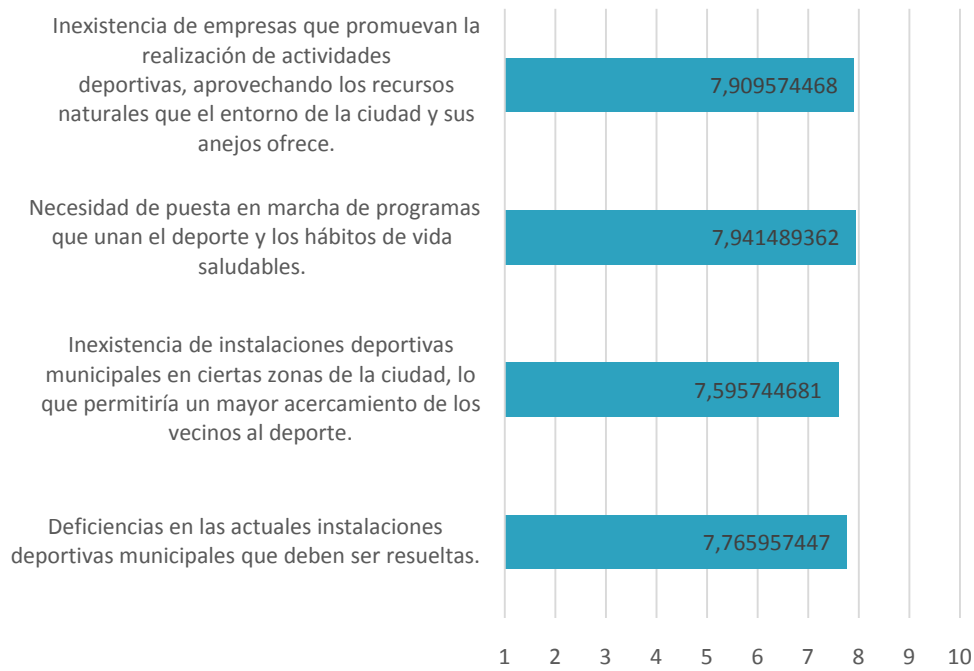 Inexistencia de empresas que promuevan la
realización de actividades
deportivas, aprovechando los recursos
naturales que el entorno de la ciudad y sus
anejos ofrece.
7,909574468
Necesidad de puesta en marcha de programas
que unan el deporte y los hábitos de vida
saludables.
7,941489362
Inexistencia de instalaciones deportivas
municipales en ciertas zonas de la ciudad, lo
que permitiría un mayor acercamiento de los
vecinos al deporte.
7,595744681
Deficiencias en las actuales instalaciones
deportivas municipales que deben ser resueltas.
7,765957447
1 2 3 4 5 6 7 8 9 10